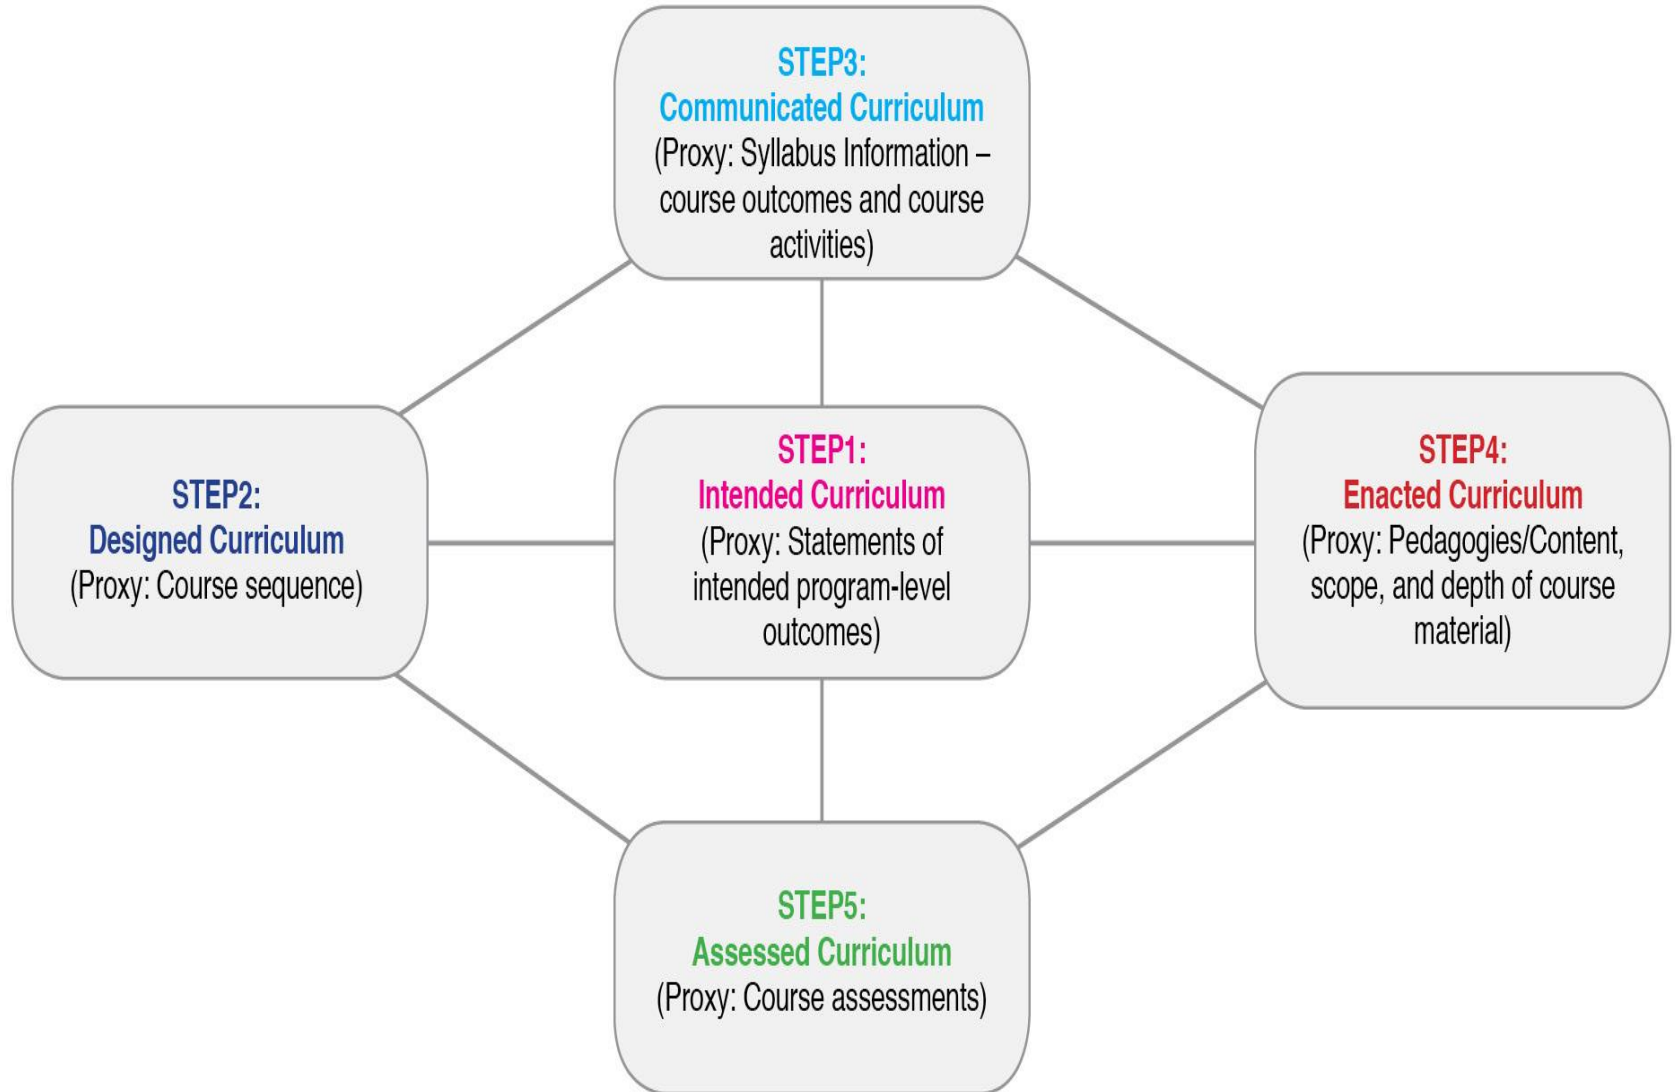 STEP3:
Communicated Curriculum
(Proxy: Syllabus Information –
course outcomes and course
activities)
STEP2:
Designed Curriculum
(Proxy: Course sequence)
STEP1:
Intended Curriculum
(Proxy: Statements of
intended program-level
outcomes)
STEP4:
Enacted Curriculum
(Proxy: Pedagogies/Content,
scope, and depth of course
material)
STEP5:
Assessed Curriculum
(Proxy: Course assessments)